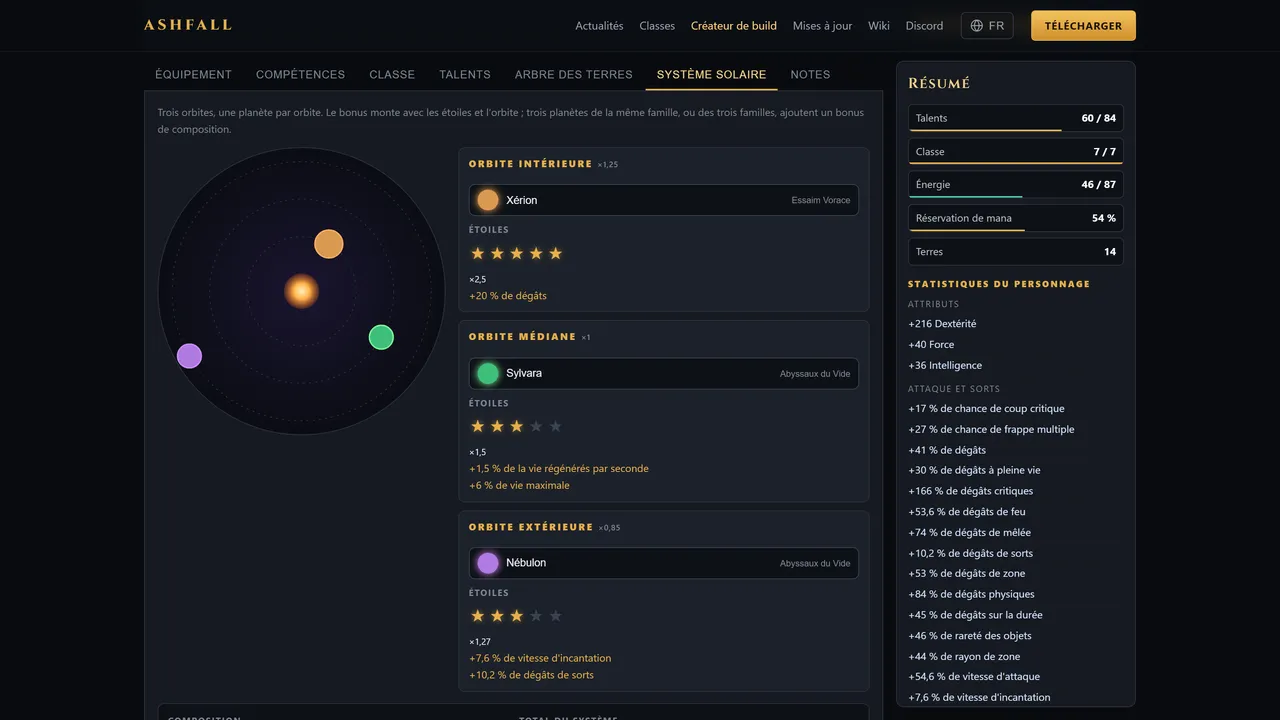 ASHFALL
Actualités
Classes
Créateur de build
Mises à jour
Wiki
Discord
FR
TÉLÉCHARGER
ÉQUIPEMENT
COMPÉTENCES
CLASSE
TALENTS
ARBRE DES TERRES
SYSTÈME SOLAIRE
NOTES
Trois orbites, une planète par orbite. Le bonus monte avec les étoiles et l'orbite ; trois planètes de la même famille, ou des trois familles, ajoutent un bonus
de composition.
ORBITE INTÉRIEURE ×1,25
Xérion
Essaim Vorace
ÉTOILES
★ ★ ★ ★ ★
×2,5
+20 % de dégâts
ORBITE MÉDIANE ×1
Sylvara
Abyssaux du Vide
ÉTOILES
★ ★ ★ ★ ★
×1,5
+1,5 % de la vie régénérés par seconde
+6 % de vie maximale
ORBITE EXTÉRIEURE ×0,85
Nébulon
Abyssaux du Vide
ÉTOILES
★ ★ ★ ★ ★
×1,27
+7,6 % de vitesse d'incantation
+10,2 % de dégâts de sorts
COMPOSITION
TOTAL DU SYSTÈME
RÉSUMÉ
Talents 60 / 84
Classe 7 / 7
Énergie 46 / 87
Réservation de mana 54 %
Terres 14
STATISTIQUES DU PERSONNAGE
ATTRIBUTS
+216 Dextérité
+40 Force
+36 Intelligence
ATTAQUE ET SORTS
+17 % de chance de coup critique
+27 % de chance de frappe multiple
+41 % de dégâts
+30 % de dégâts à pleine vie
+166 % de dégâts critiques
+53,6 % de dégâts de feu
+74 % de dégâts de mêlée
+10,2 % de dégâts de sorts
+53 % de dégâts de zone
+84 % de dégâts physiques
+45 % de dégâts sur la durée
+46 % de rareté des objets
+44 % de rayon de zone
+54,6 % de vitesse d'attaque
+7,6 % de vitesse d'incantation